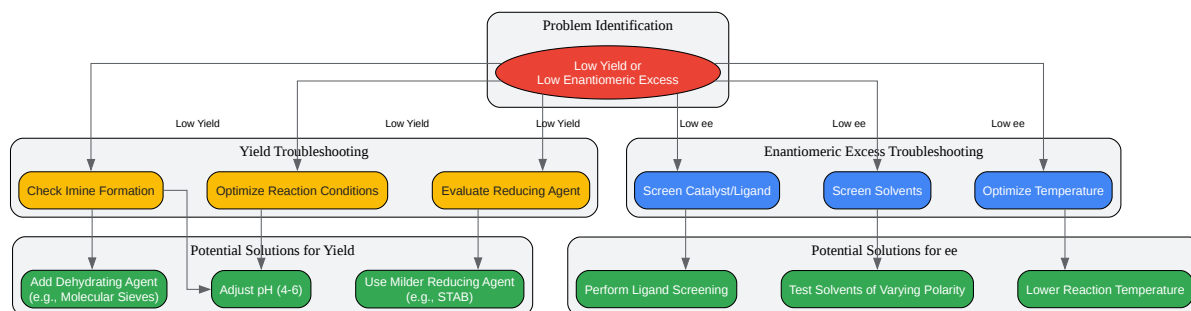 Problem Identification
Low Yield or
Low Enantiomeric Excess
Low Yield
Low Yield
Low Yield
Low ee
Low ee
Low ee
Yield Troubleshooting
Enantiomeric Excess Troubleshooting
Check Imine Formation
Optimize Reaction Conditions
Evaluate Reducing Agent
Screen Catalyst/Ligand
Screen Solvents
Optimize Temperature
Potential Solutions for Yield
Potential Solutions for ee
Add Dehydrating Agent
(e.g., Molecular Sieves)
Adjust pH (4-6)
Use Milder Reducing Agent
(e.g., STAB)
Perform Ligand Screening
Test Solvents of Varying Polarity
Lower Reaction Temperature